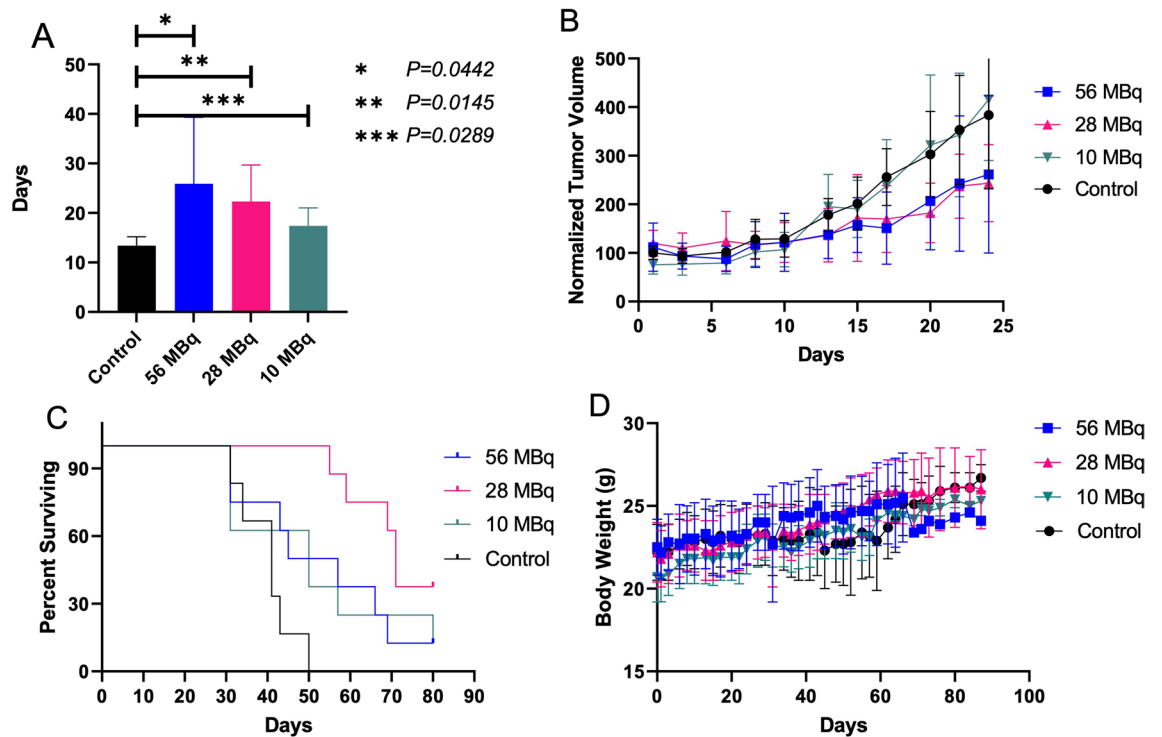 A
*
**
***
* P=0.0442
** P=0.0145
*** P=0.0289
Days
50
40
30
20
10
0
Control
56 MBq
28 MBq
10 MBq
B
Normalized Tumor Volume
500
400
300
200
100
0
0 5 10 15 20 25
Days
56 MBq
28 MBq
10 MBq
Control
C
Percent Surviving
90
60
30
0
0 10 20 30 40 50 60 70 80 90
Days
56 MBq
28 MBq
10 MBq
Control
D
Body Weight (g)
30
25
20
15
0 20 40 60 80 100
Days
56 MBq
28 MBq
10 MBq
Control